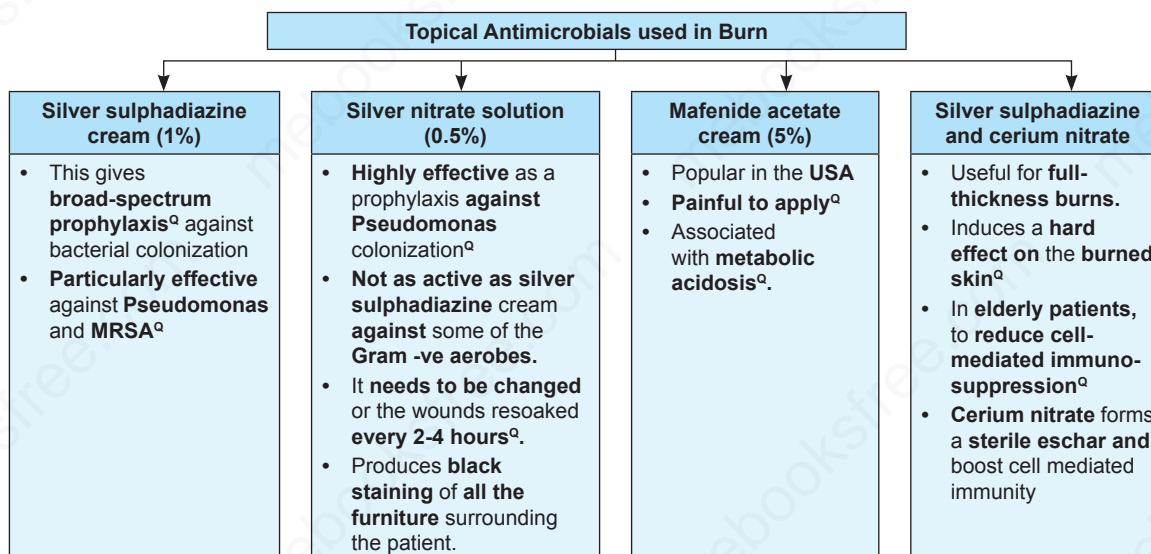 Topical Antimicrobials used in Burn
Silver sulphadiazine
cream (1%)
• This gives
broad-spectrum
prophylaxisQ against
bacterial colonization
• Particularly effective
against Pseudomonas
and MRSAQ
Silver nitrate solution
(0.5%)
• Highly effective as a
prophylaxis against
Pseudomonas
colonizationQ
• Not as active as silver
sulphadiazine cream
against some of the
Gram -ve aerobes.
• It needs to be changed
or the wounds resoaked
every 2-4 hoursQ.
• Produces black
staining of all the
furniture surrounding
the patient.
Mafenide acetate
cream (5%)
• Popular in the USA
• Painful to applyQ
• Associated
with metabolic
acidosisQ.
Silver sulphadiazine
and cerium nitrate
• Useful for full-
thickness burns.
• Induces a hard
effect on the burned
skinQ
• In elderly patients,
to reduce cell-
mediated immuno-
suppressionQ
• Cerium nitrate forms
a sterile eschar and
boost cell mediated
immunity
mebooksfree.com